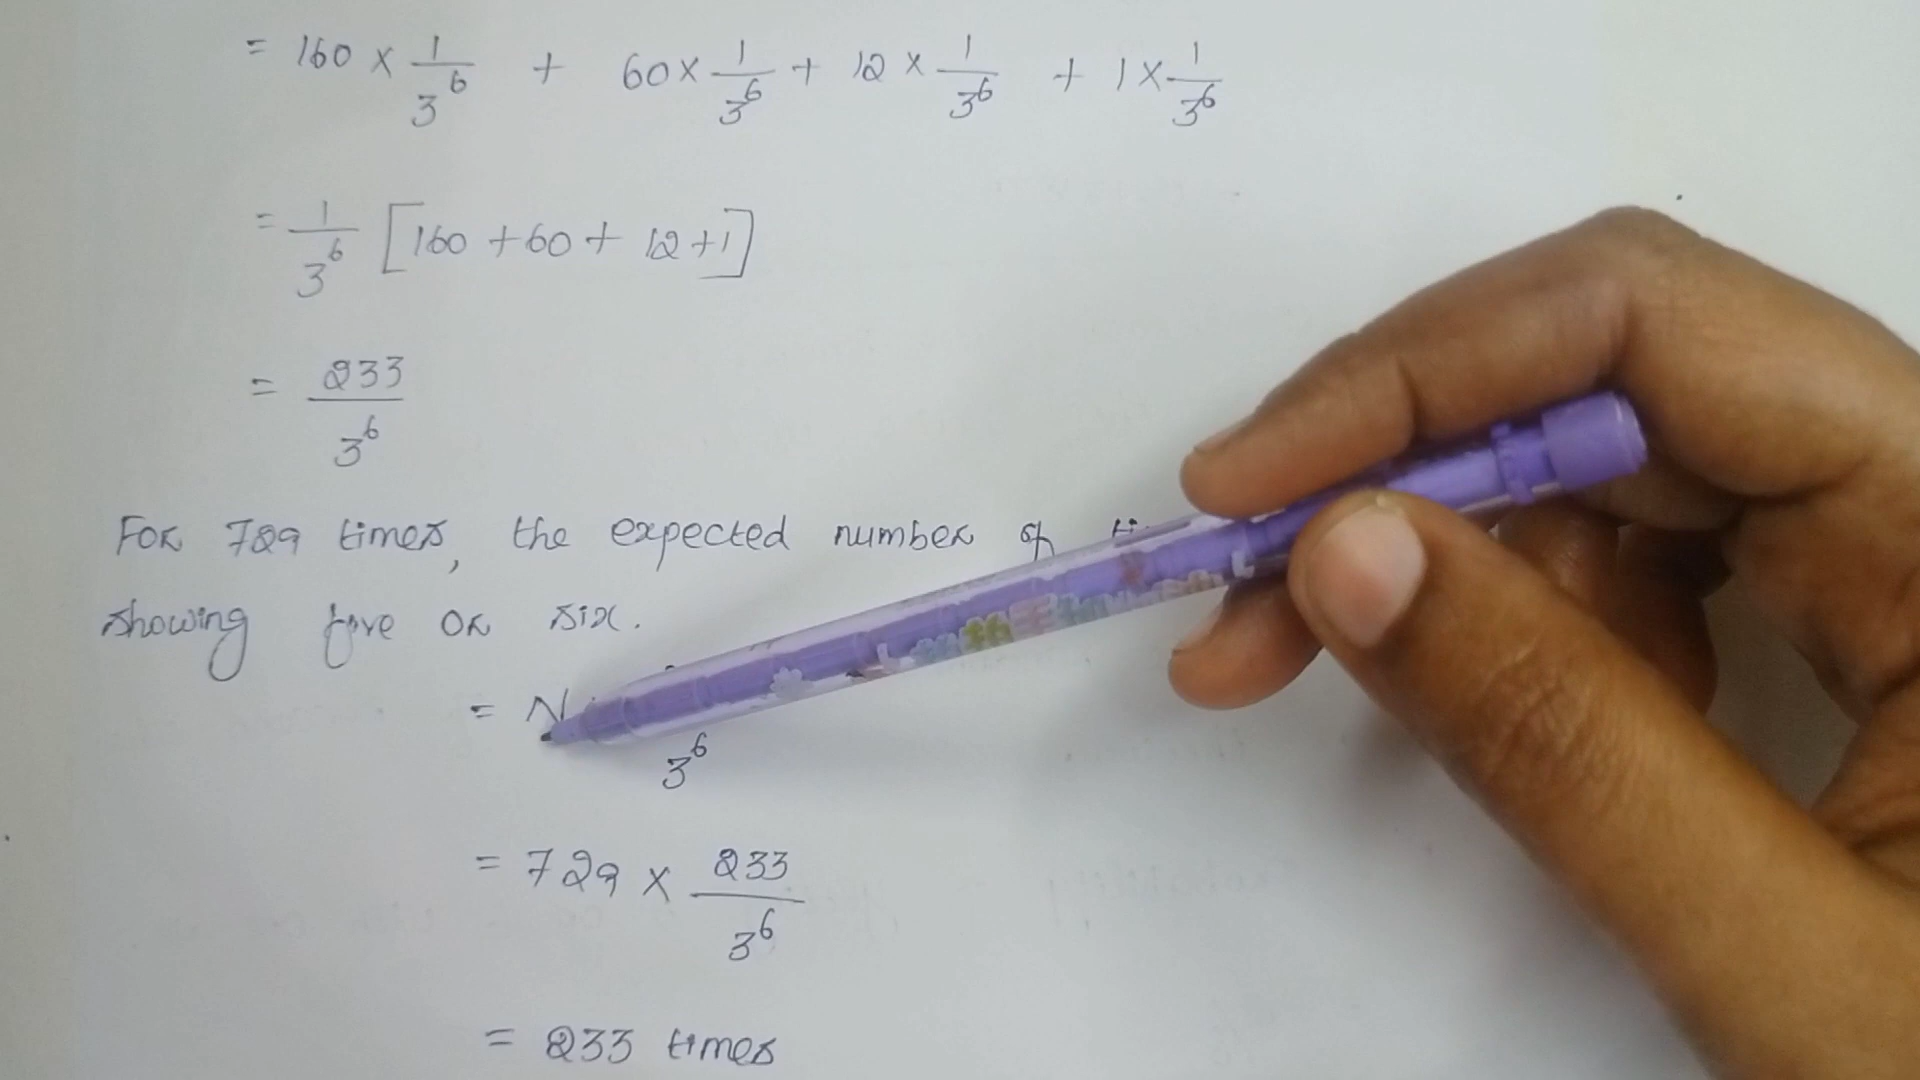 = 160 × 1/3^6 + 60 × 1/3^6 + 12 × 1/3^6 + 1 × 1/3^6
= 1/3^6 [160 + 60 + 12 + 1]
= 233/3^6
For 729 times, the expected number of
showing five or six.
= N 3^6
= 729 × 233/3^6
= 233 times